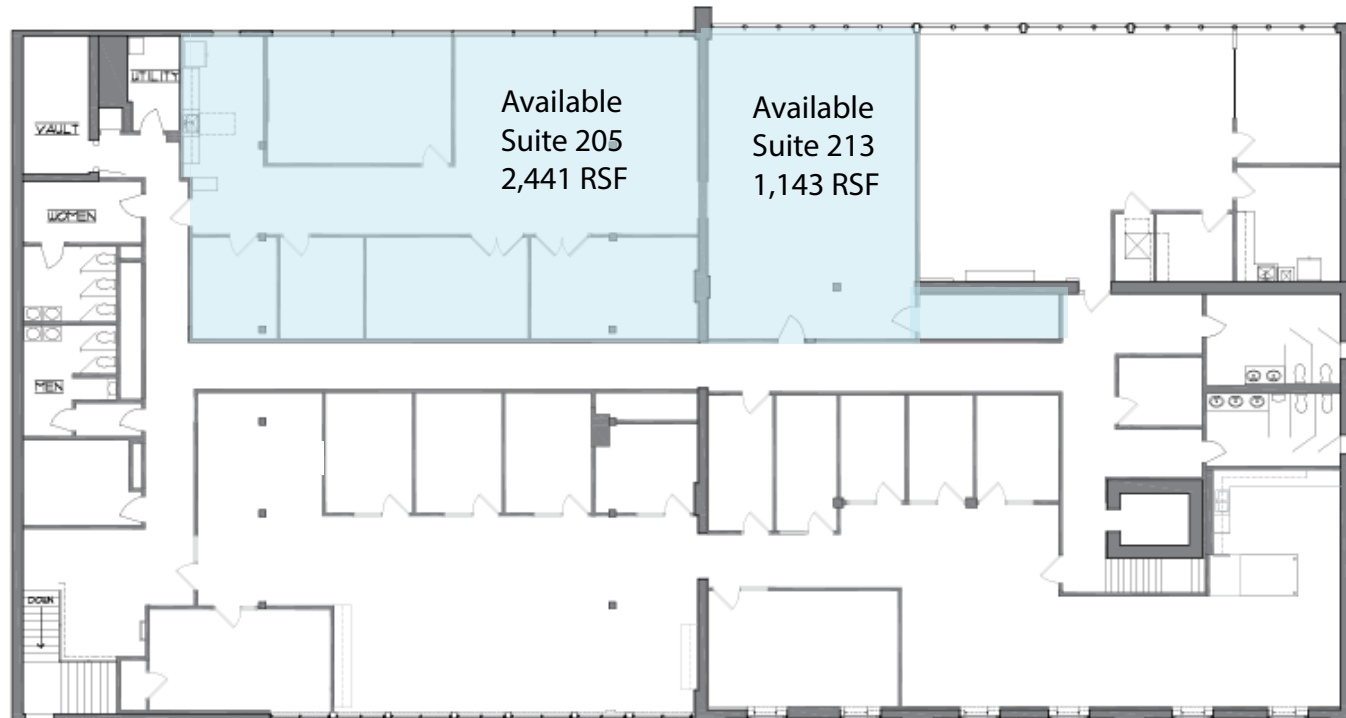 UTILITY
VAULT
Available
Suite 205
2,441 RSF
Available
Suite 213
1,143 RSF
WOMEN
MEN
DOWN